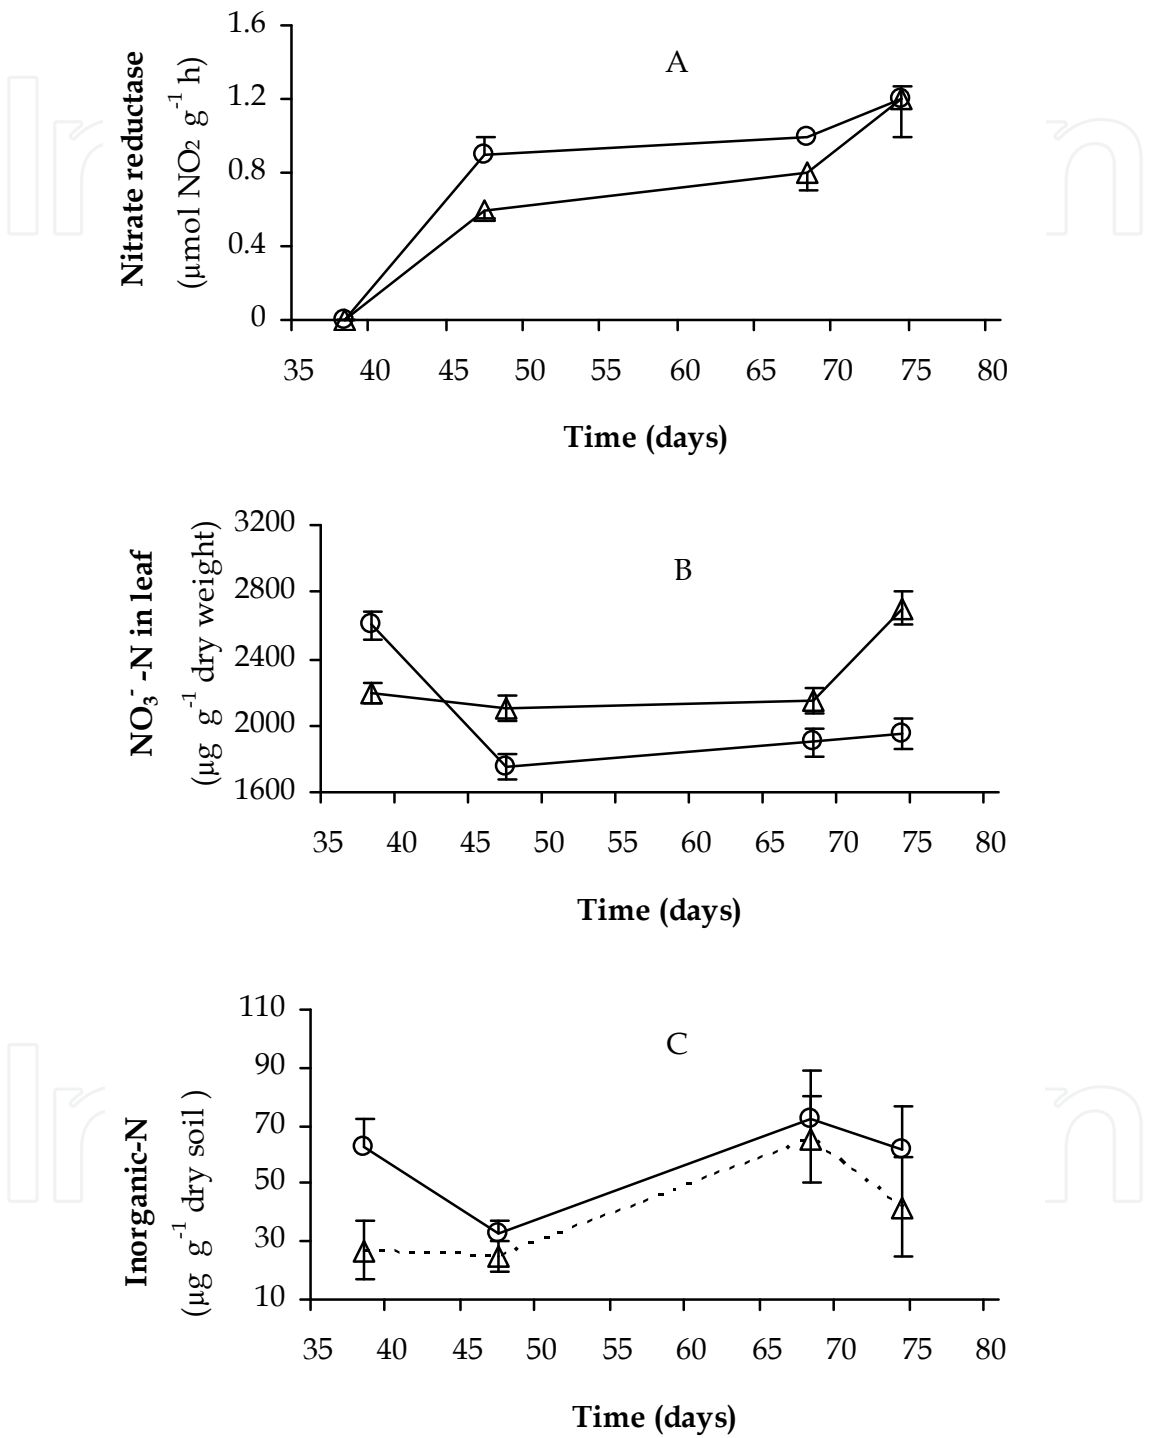 1.6
A
1.2
0.8
0.4
0
Nitrate reductase
(µmol NO2 g⁻¹ h)
35 40 45 50 55 60 65 70 75 80
Time (days)
3200
B
2800
2400
2000
1600
NO₃⁻ -N in leaf
(µg g⁻¹ dry weight)
35 40 45 50 55 60 65 70 75 80
Time (days)
110
C
90
70
50
30
10
Inorganic-N
(µg g⁻¹ dry soil )
35 40 45 50 55 60 65 70 75 80
Time (days)